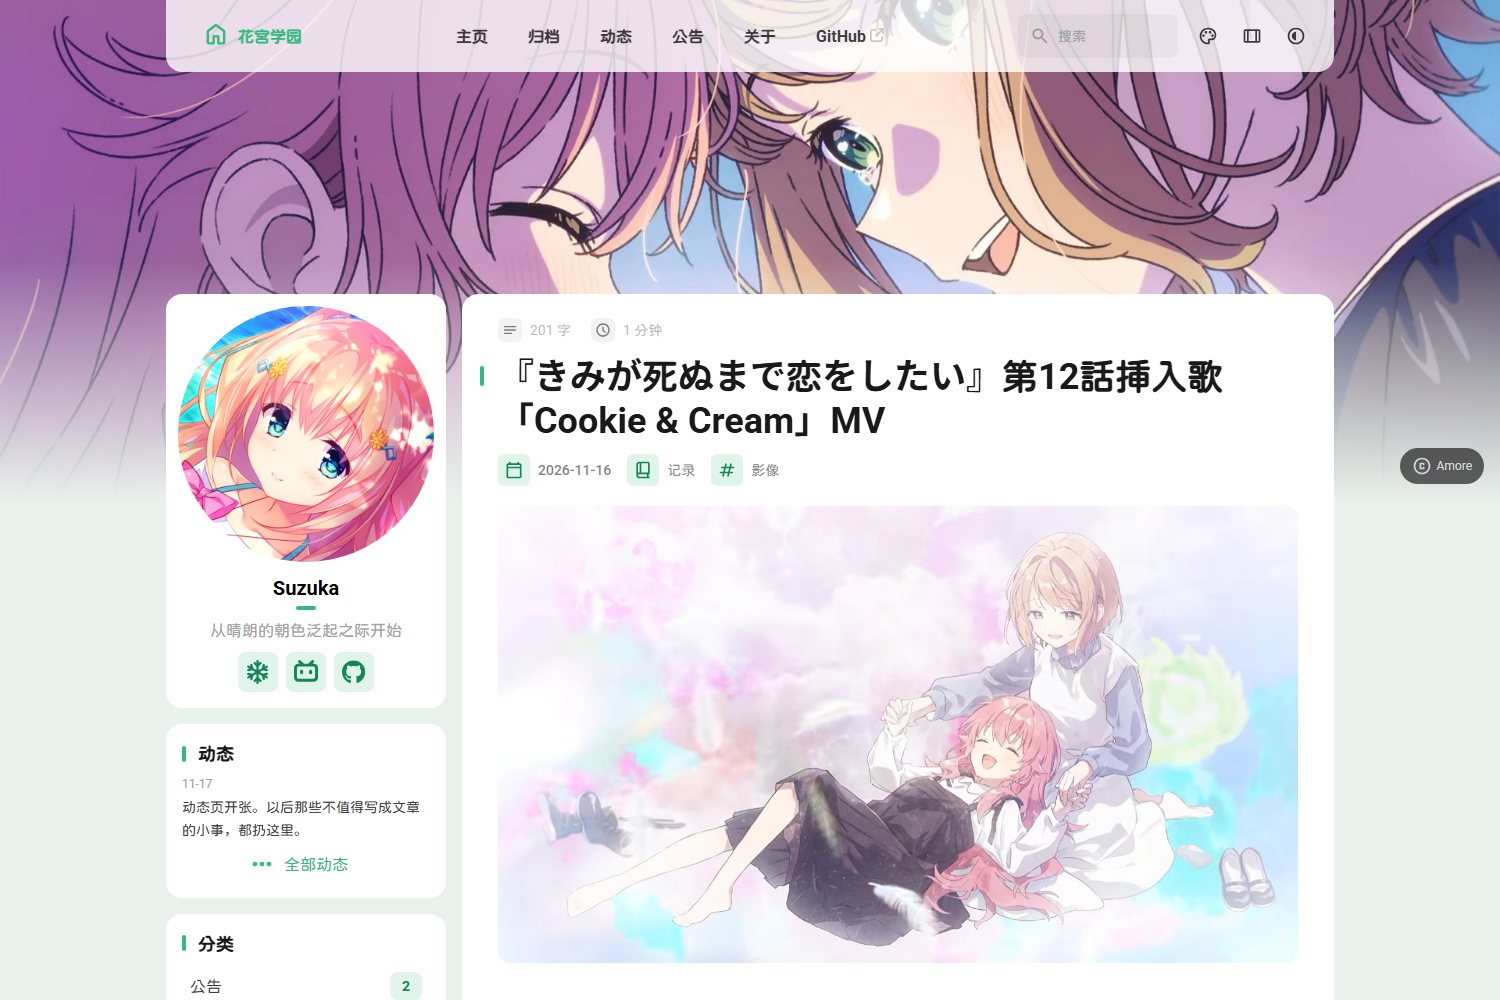 花宫学园
主页 归档 动态 公告 关于 GitHub
搜索
201 字 1 分钟
『きみが死ぬまで恋をしたい』第12話挿入歌
「Cookie & Cream」MV
2026-11-16 记录 影像
Amore
Suzuka
从晴朗的朝色泛起之际开始
动态
11-17
动态页开张。以后那些不值得写成文章
的小事，都扔这里。
全部动态
分类
公告 2